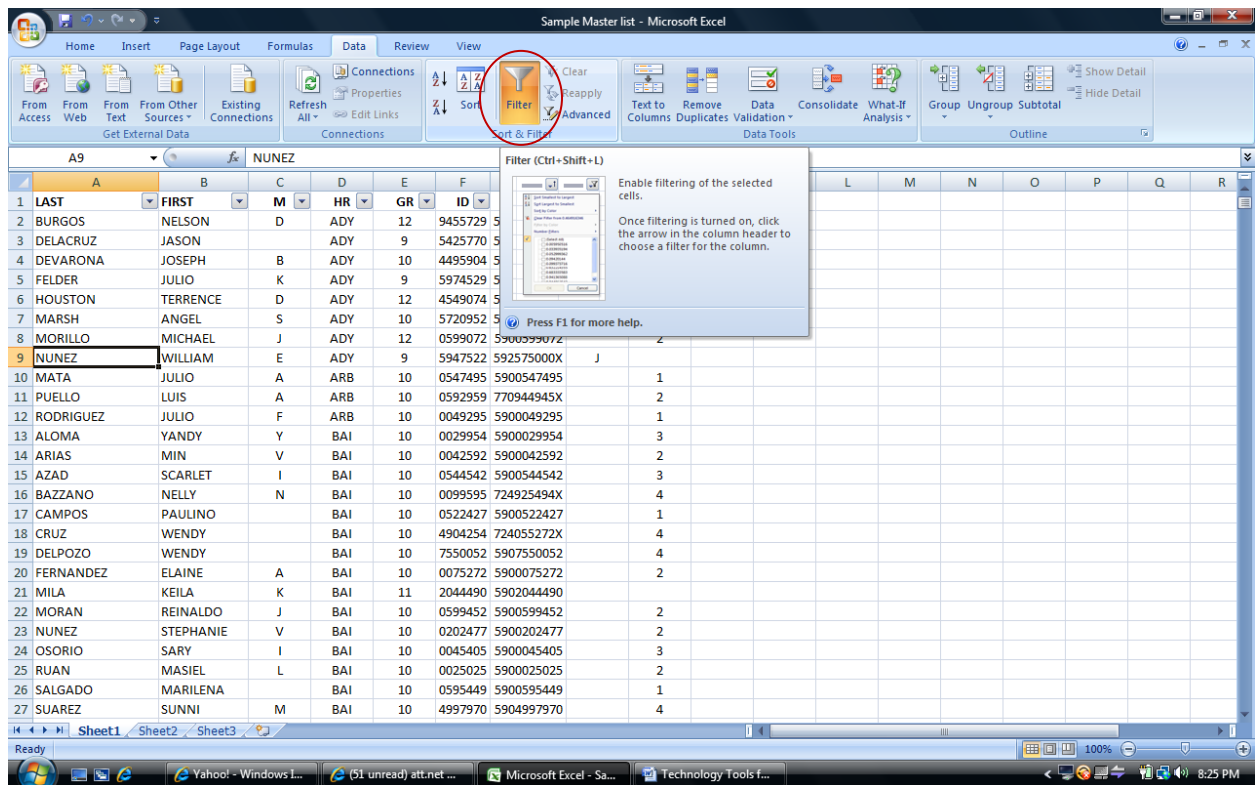 Sample Master list - Microsoft Excel
Home Insert Page Layout Formulas Data Review View
From Access From Web From Text From Other Sources Existing Connections
Get External Data
Refresh All Connections Properties Edit Links
Connections
Sort Filter Clear Reapply Advanced
Sort & Filter
Text to Columns Remove Duplicates Data Validation Consolidate What-If Analysis
Data Tools
Group Ungroup Subtotal Show Detail Hide Detail
Outline
A9 fx NUNEZ
Filter (Ctrl+Shift+L)
Enable filtering of the selected
cells.
Once filtering is turned on, click
the arrow in the column header to
choose a filter for the column.
Press F1 for more help.
A B C D E F L M N O P Q R
1 LAST FIRST M HR GR ID
2 BURGOS NELSON D ADY 12 9455729 5
3 DELACRUZ JASON ADY 9 5425770 5
4 DEVARONA JOSEPH B ADY 10 4495904 5
5 FELDER JULIO K ADY 9 5974529 5
6 HOUSTON TERRENCE D ADY 12 4549074 5
7 MARSH ANGEL S ADY 10 5720952 5
8 MORILLO MICHAEL J ADY 12 0599072 5900599072 2
9 NUNEZ WILLIAM E ADY 9 5947522 592575000X J
10 MATA JULIO A ARB 10 0547495 5900547495 1
11 PUELLO LUIS A ARB 10 0592959 770944945X 2
12 RODRIGUEZ JULIO F ARB 10 0049295 5900049295 1
13 ALOMA YANDY Y BAI 10 0029954 5900029954 3
14 ARIAS MIN V BAI 10 0042592 5900042592 2
15 AZAD SCARLET I BAI 10 0544542 5900544542 3
16 BAZZANO NELLY N BAI 10 0099595 724925494X 4
17 CAMPOS PAULINO BAI 10 0522427 5900522427 1
18 CRUZ WENDY BAI 10 4904254 724055272X 4
19 DELPOZO WENDY BAI 10 7550052 5907550052 4
20 FERNANDEZ ELAINE A BAI 10 0075272 5900075272 2
21 MILA KEILA K BAI 11 2044490 5902044490
22 MORAN REINALDO J BAI 10 0599452 5900599452 2
23 NUNEZ STEPHANIE V BAI 10 0202477 5900202477 2
24 OSORIO SARY I BAI 10 0045405 5900045405 3
25 RUAN MASIEL L BAI 10 0025025 5900025025 2
26 SALGADO MARILENA BAI 10 0595449 5900595449 1
27 SUAREZ SUNNI M BAI 10 4997970 5904997970 4
Sheet1 Sheet2 Sheet3
Ready 100%
Yahoo! - Windows I... (51 unread) att.net ... Microsoft Excel - Sa... Technology Tools f... 8:25 PM